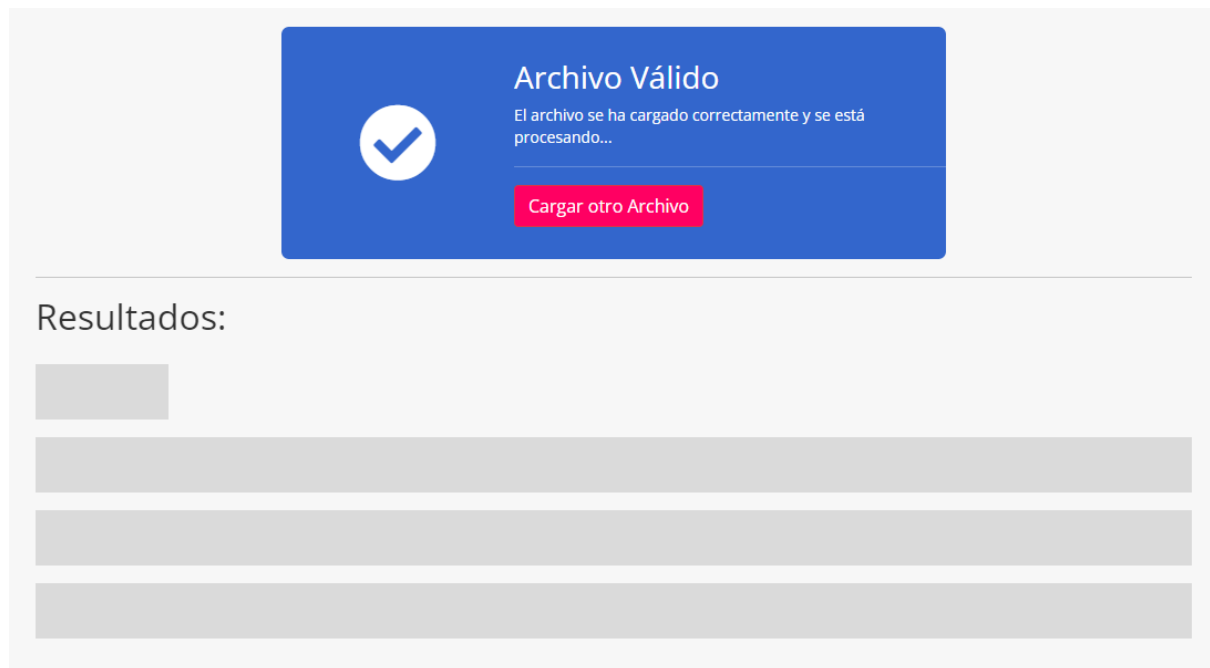 Archivo Válido
El archivo se ha cargado correctamente y se está
procesando...
Cargar otro Archivo
Resultados: